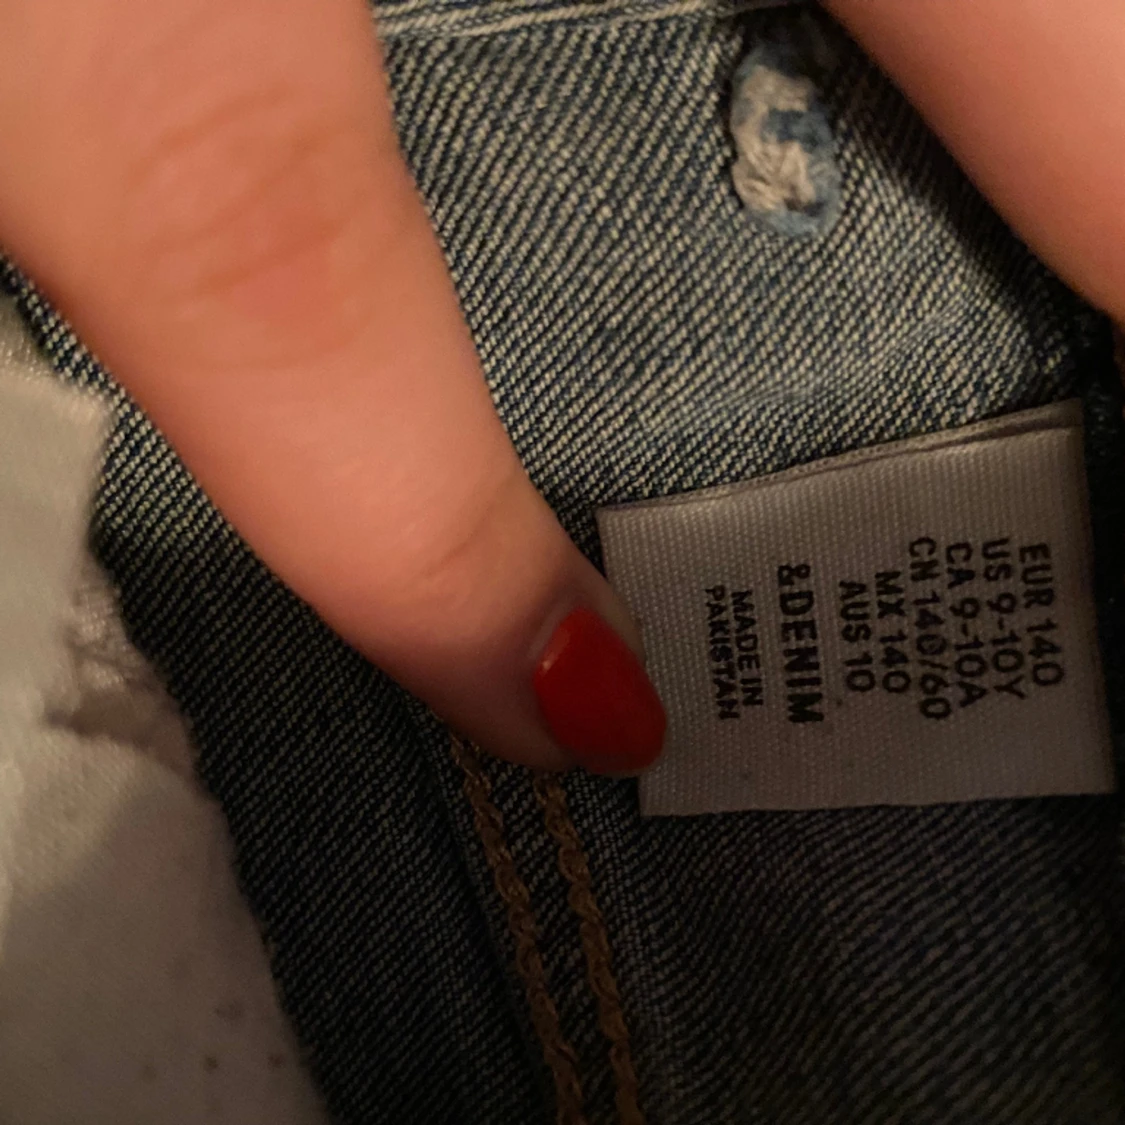 EUR 140
US 9-10Y
CA 9-10A
CN 140/60
MX 140
AUS 10
&DENIM
MADE IN
PAKISTAN